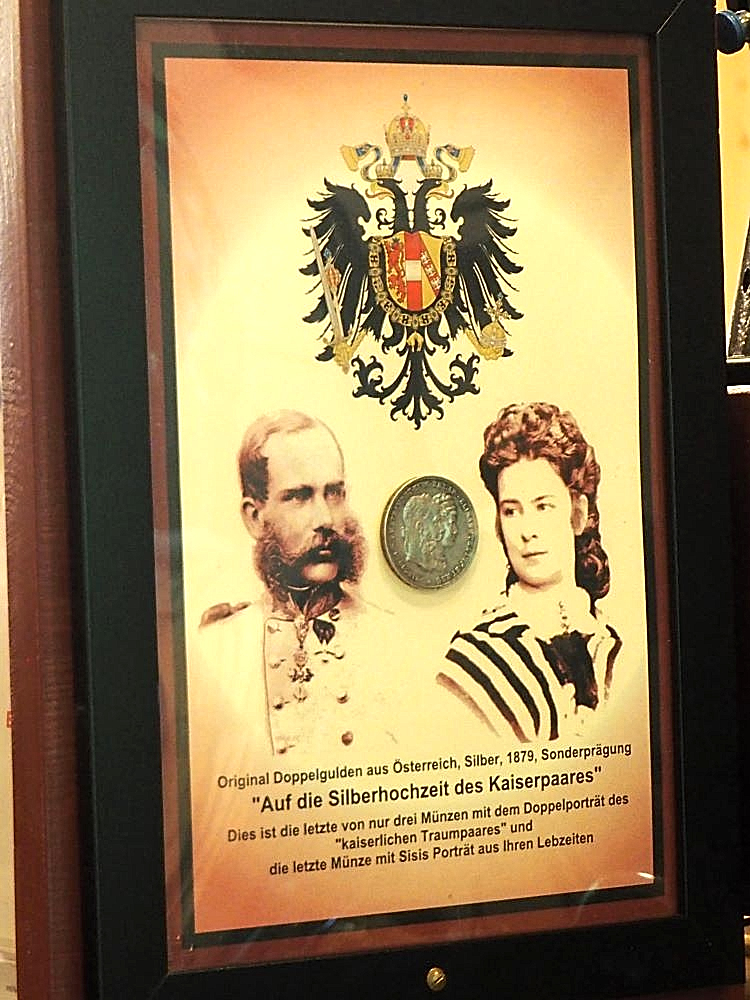 Original Doppelgulden aus Österreich, Silber, 1879, Sonderprägung
"Auf die Silberhochzeit des Kaiserpaares"
Dies ist die letzte von nur drei Münzen mit dem Doppelporträt des
"kaiserlichen Traumpaares" und
die letzte Münze mit Sisis Porträt aus Ihren Lebzeiten